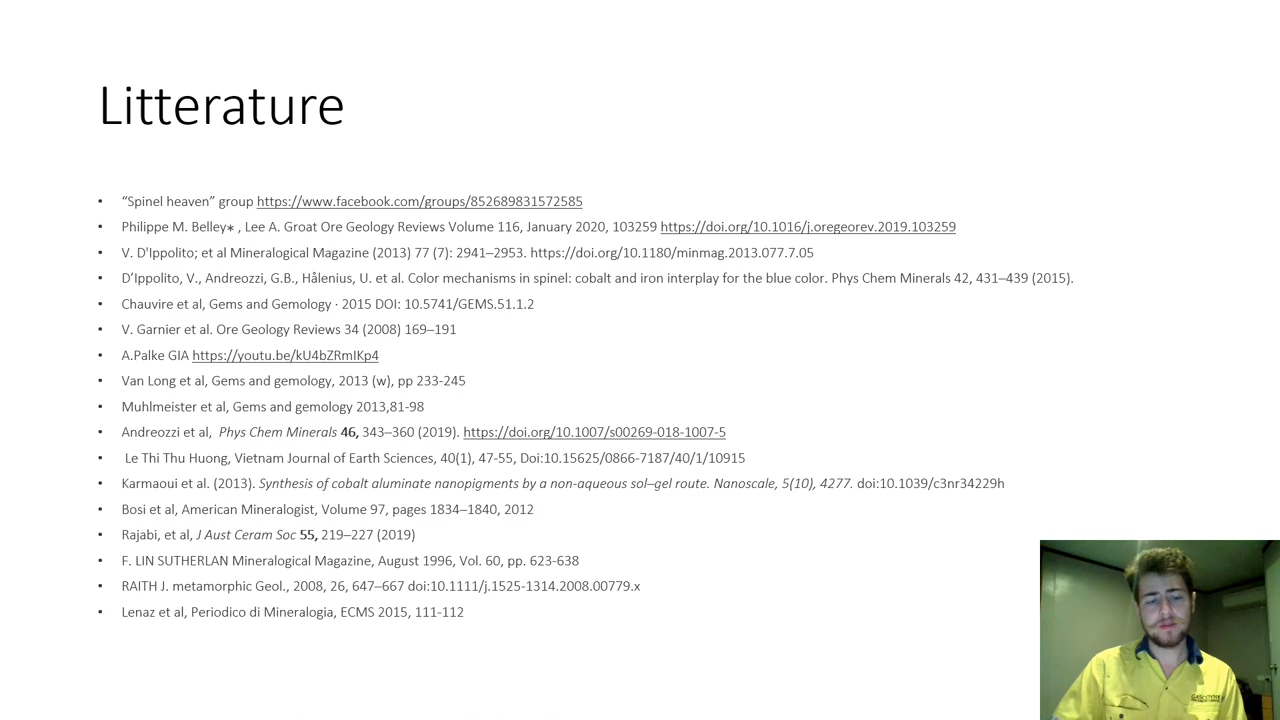 Litterature
• “Spinel heaven” group https://www.facebook.com/groups/852689831572585
• Philippe M. Belley∗ , Lee A. Groat Ore Geology Reviews Volume 116, January 2020, 103259 https://doi.org/10.1016/j.oregeorev.2019.103259
• V. D'Ippolito; et al Mineralogical Magazine (2013) 77 (7): 2941–2953. https://doi.org/10.1180/minmag.2013.077.7.05
• D’Ippolito, V., Andreozzi, G.B., Hålenius, U. et al. Color mechanisms in spinel: cobalt and iron interplay for the blue color. Phys Chem Minerals 42, 431–439 (2015).
• Chauvire et al, Gems and Gemology · 2015 DOI: 10.5741/GEMS.51.1.2
• V. Garnier et al. Ore Geology Reviews 34 (2008) 169–191
• A.Palke GIA https://youtu.be/kU4bZRmIKp4
• Van Long et al, Gems and gemology, 2013 (w), pp 233-245
• Muhlmeister et al, Gems and gemology 2013,81-98
• Andreozzi et al, Phys Chem Minerals 46, 343–360 (2019). https://doi.org/10.1007/s00269-018-1007-5
• Le Thi Thu Huong, Vietnam Journal of Earth Sciences, 40(1), 47-55, Doi:10.15625/0866-7187/40/1/10915
• Karmaoui et al. (2013). Synthesis of cobalt aluminate nanopigments by a non-aqueous sol–gel route. Nanoscale, 5(10), 4277. doi:10.1039/c3nr34229h
• Bosi et al, American Mineralogist, Volume 97, pages 1834–1840, 2012
• Rajabi, et al, J Aust Ceram Soc 55, 219–227 (2019)
• F. LIN SUTHERLAN Mineralogical Magazine, August 1996, Vol. 60, pp. 623-638
• RAITH J. metamorphic Geol., 2008, 26, 647–667 doi:10.1111/j.1525-1314.2008.00779.x
• Lenaz et al, Periodico di Mineralogia, ECMS 2015, 111-112